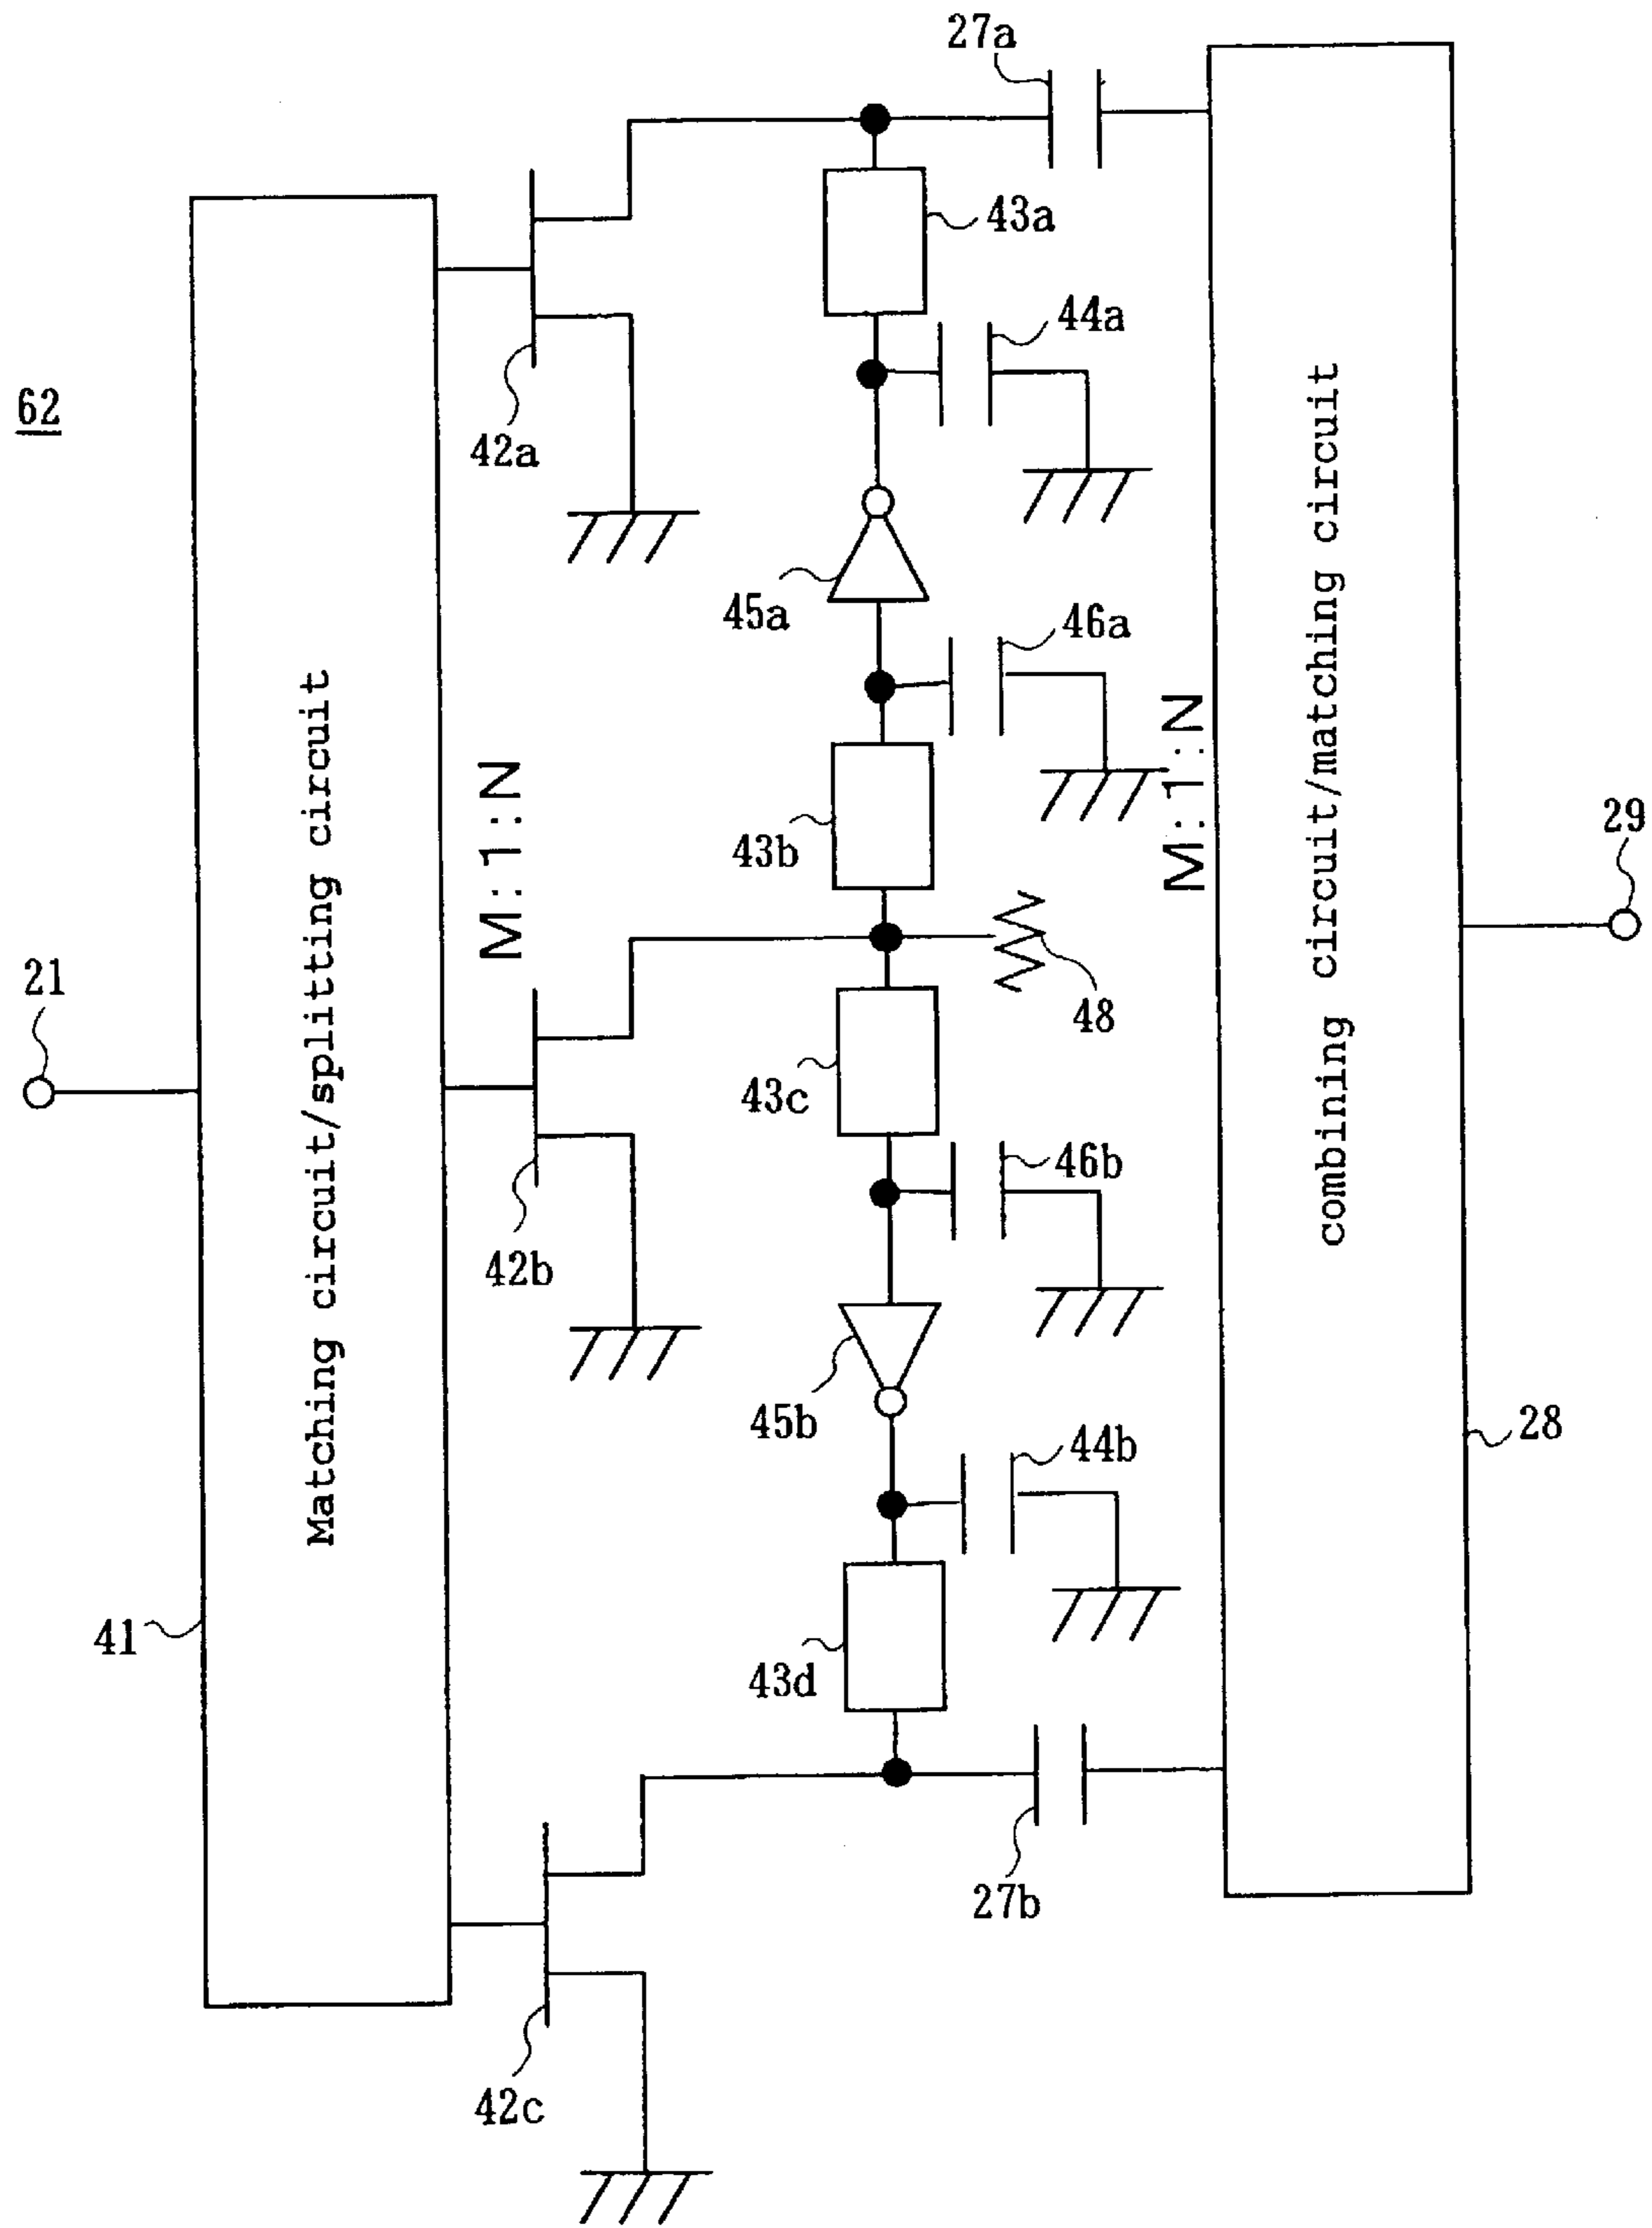 27a
43a
44a
62
42a
45a
46a
Matching circuit/splitting circuit
M:1:N
M:1:N
combining circuit/matching circuit
43b
29
21
48
43c
46b
42b
45b
44b
28
41
43d
27b
42c